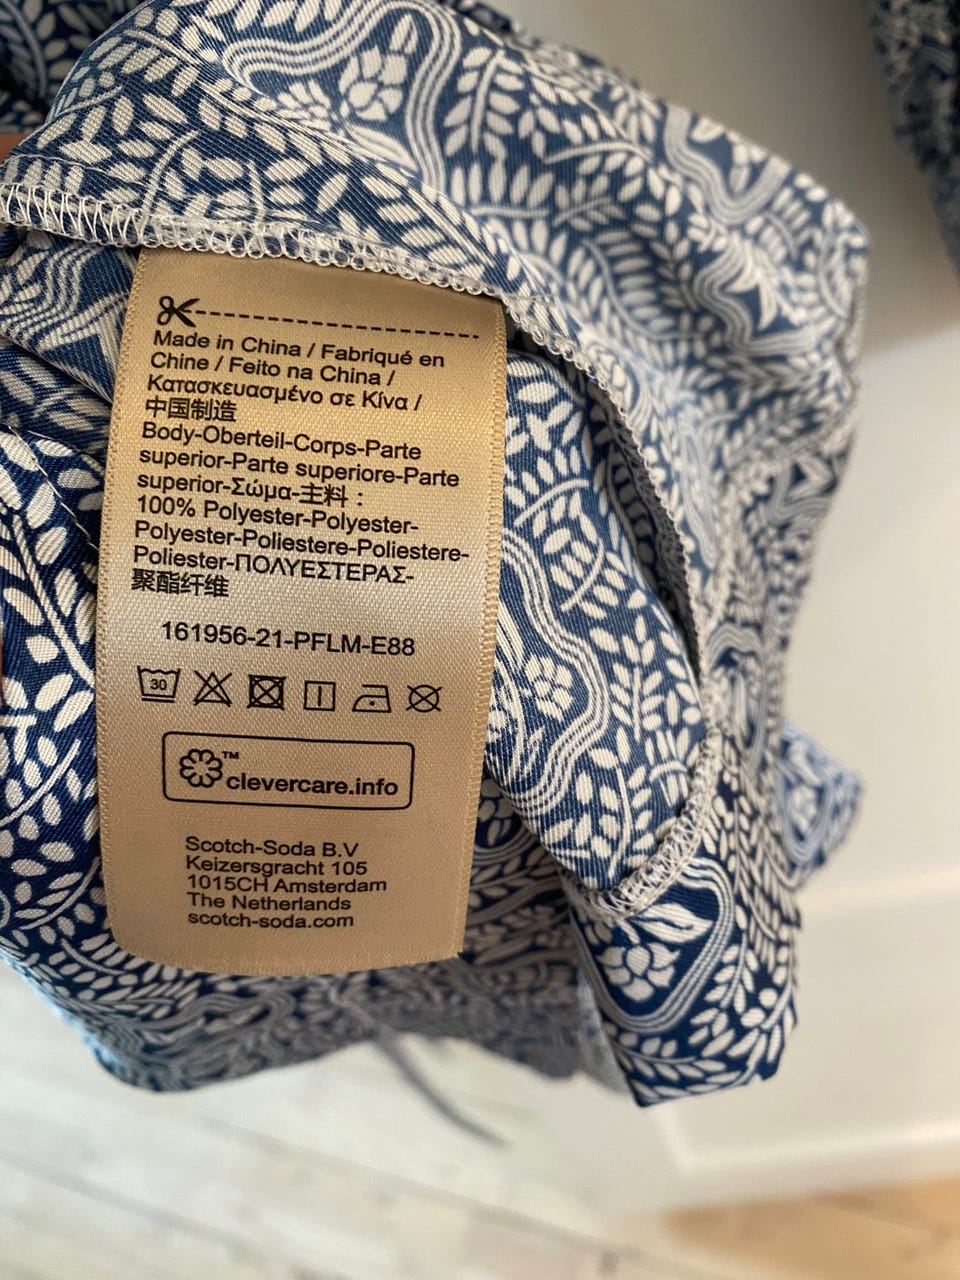 Made in China / Fabriqué en
Chine / Feito na China /
Κατασκευασμένο σε Κίνα /
中国制造
Body-Oberteil-Corps-Parte
superior-Parte superiore-Parte
superior-Σώμα-主料：
100% Polyester-Polyester-
Polyester-Poliestere-Poliestere-
Poliester-ΠΟΛΥΕΣΤΕΡΑΣ-
聚酯纤维
161956-21-PFLM-E88
30
™
clevercare.info
Scotch-Soda B.V
Keizersgracht 105
1015CH Amsterdam
The Netherlands
scotch-soda.com